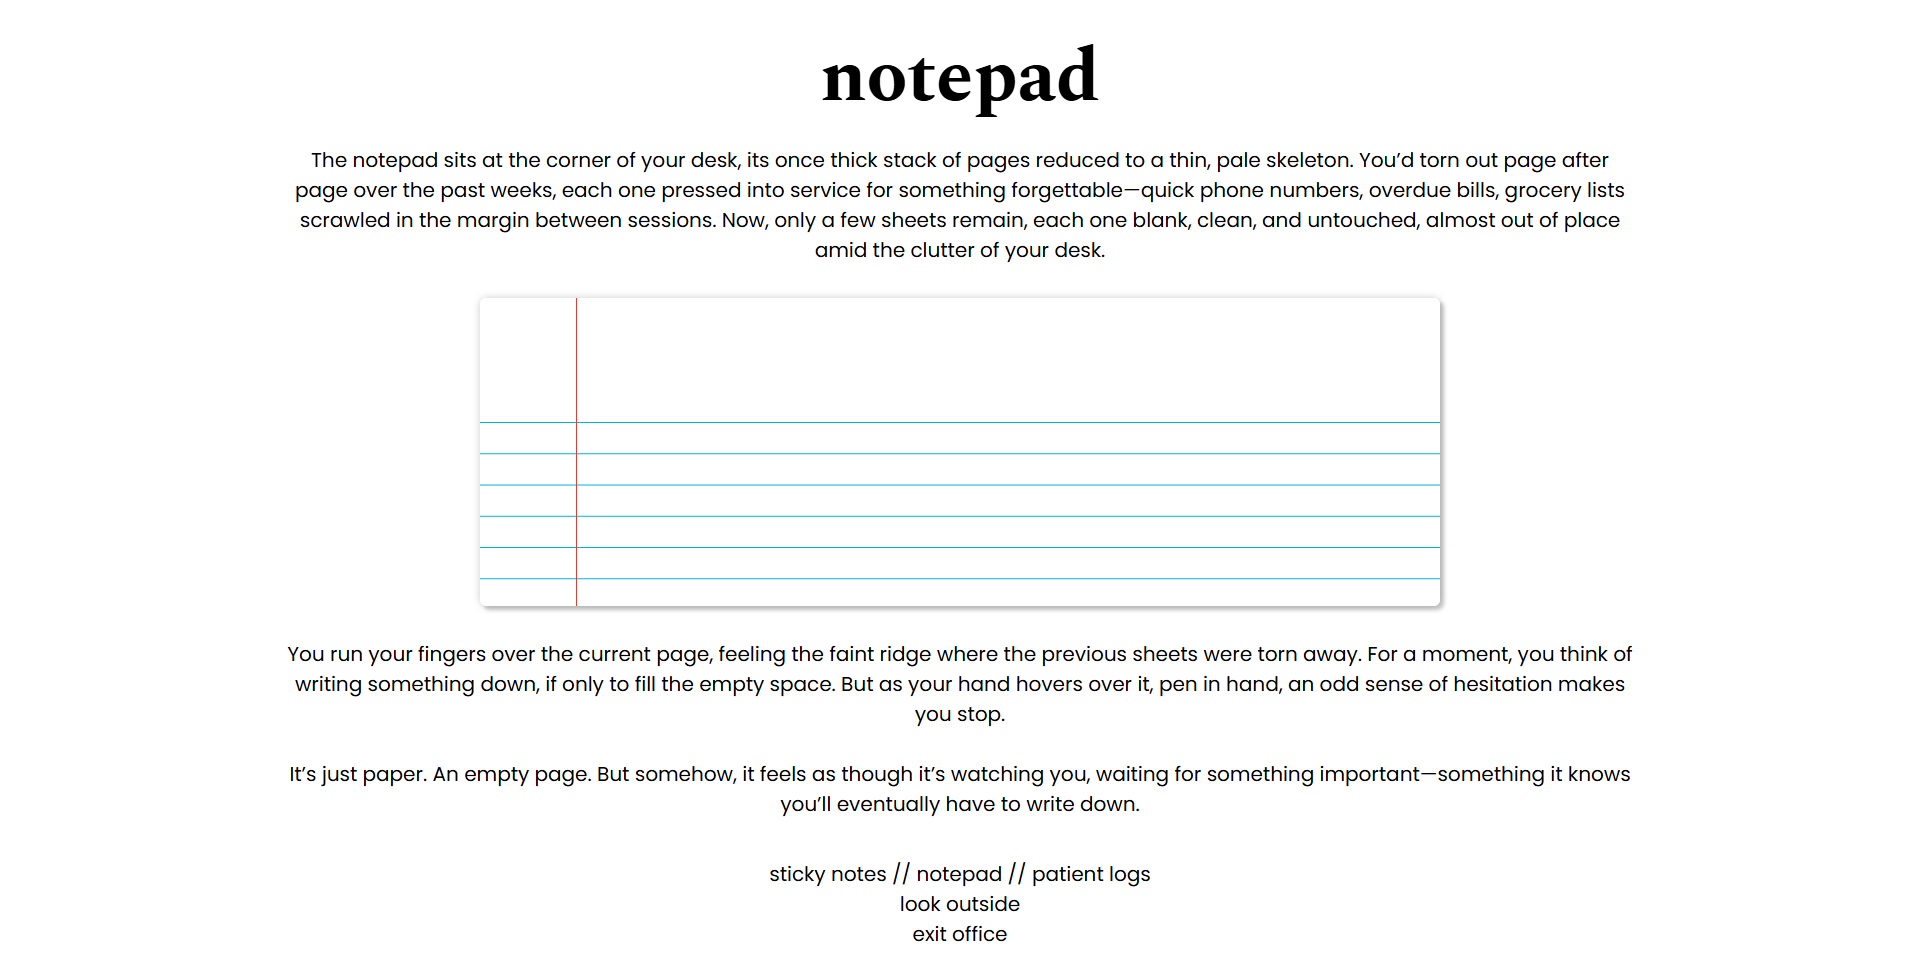 notepad
The notepad sits at the corner of your desk, its once thick stack of pages reduced to a thin, pale skeleton. You’d torn out page after
page over the past weeks, each one pressed into service for something forgettable—quick phone numbers, overdue bills, grocery lists
scrawled in the margin between sessions. Now, only a few sheets remain, each one blank, clean, and untouched, almost out of place
amid the clutter of your desk.
You run your fingers over the current page, feeling the faint ridge where the previous sheets were torn away. For a moment, you think of
writing something down, if only to fill the empty space. But as your hand hovers over it, pen in hand, an odd sense of hesitation makes
you stop.
It’s just paper. An empty page. But somehow, it feels as though it’s watching you, waiting for something important—something it knows
you’ll eventually have to write down.
sticky notes // notepad // patient logs
look outside
exit office